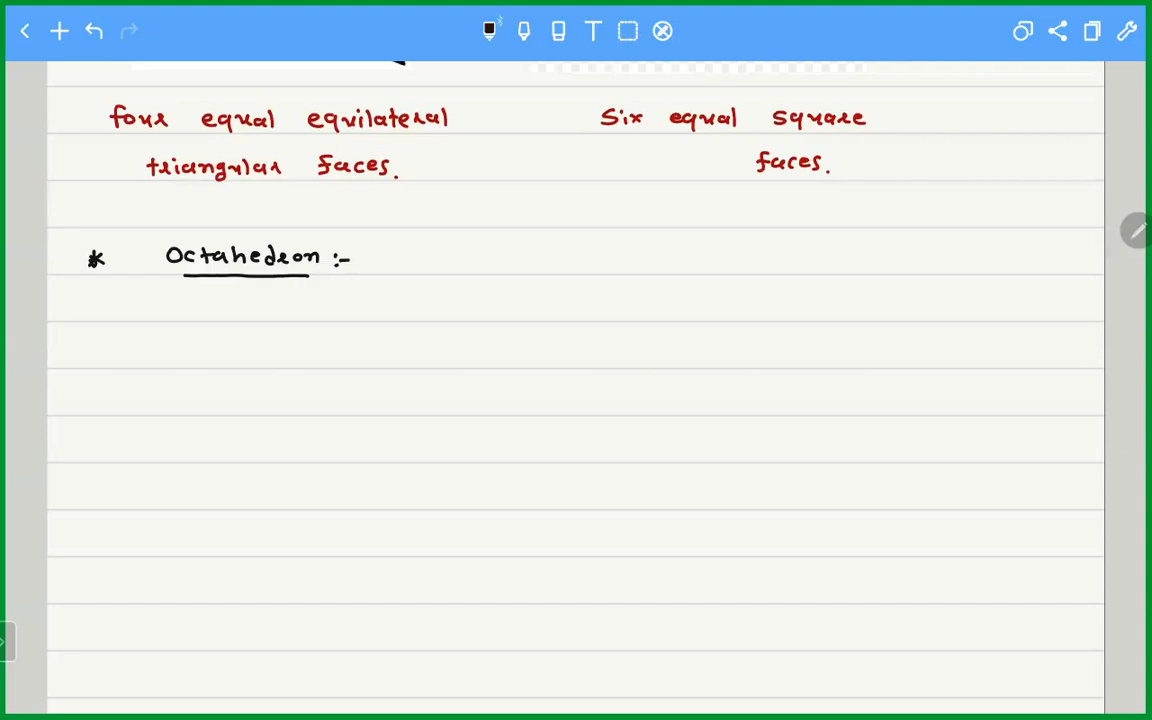 four equal equilateral
Six equal square
triangular faces.
faces.
* Octahedron :-